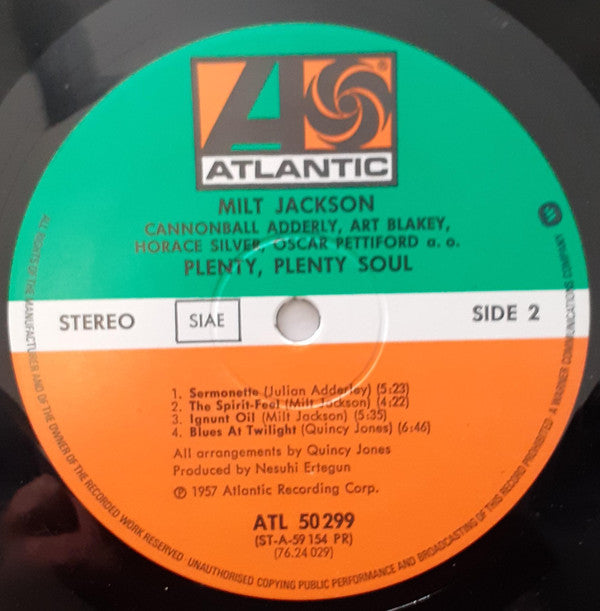 ATLANTIC
MILT JACKSON
CANNONBALL ADDERLY, ART BLAKEY,
HORACE SILVER, OSCAR PETTIFORD a. o.
PLENTY, PLENTY SOUL
STEREO
SIAE
SIDE 2
1. Sermonette (Julian Adderley) (5:23)
2. The Spirit-Feel (Milt Jackson) (4:22)
3. Ignunt Oil (Milt Jackson) (5:35)
4. Blues At Twilight (Quincy Jones) (6:46)
All arrangements by Quincy Jones
Produced by Nesuhi Ertegun
℗ 1957 Atlantic Recording Corp.
ATL 50 299
(ST-A-59 154 PR)
(76.24 029)
ALL RIGHTS OF THE MANUFACTURER AND OF THE OWNER OF THE RECORDED WORK RESERVED · UNAUTHORISED COPYING PUBLIC PERFORMANCE AND BROADCASTING OF THIS RECORD PROHIBITED · A WARNER COMMUNICATIONS COMPANY